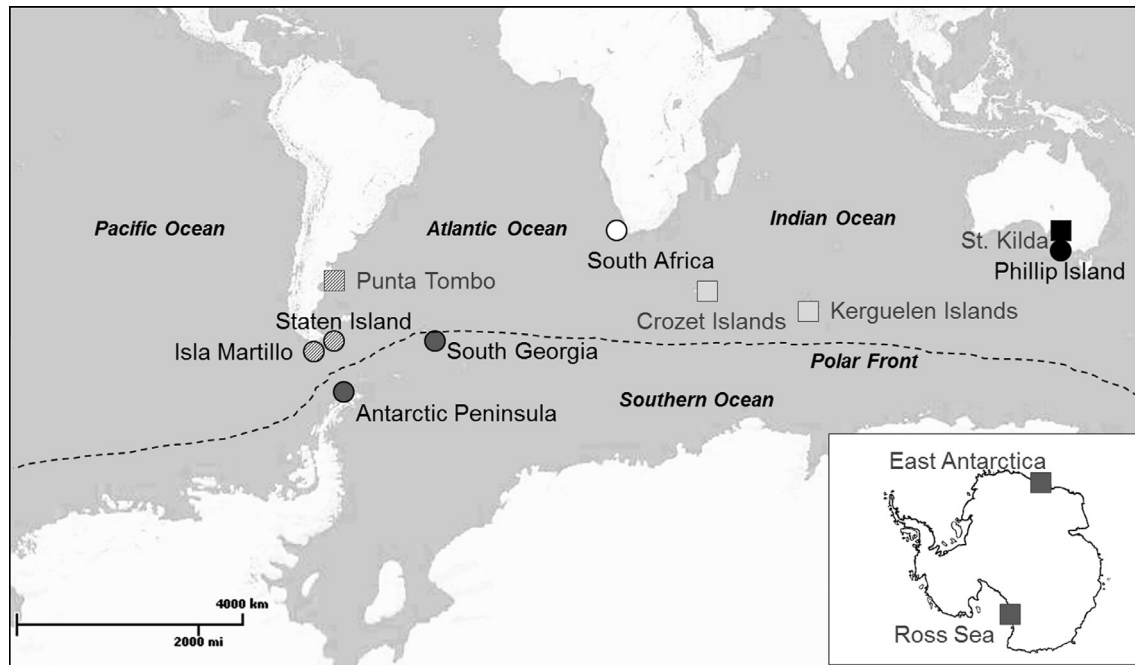 Pacific Ocean
Atlantic Ocean
Indian Ocean
South Africa
St. Kilda
Phillip Island
Punta Tombo
Staten Island
Isla Martillo
South Georgia
Crozet Islands
Kerguelen Islands
Polar Front
Antarctic Peninsula
Southern Ocean
East Antarctica
Ross Sea
4000 km
2000 mi